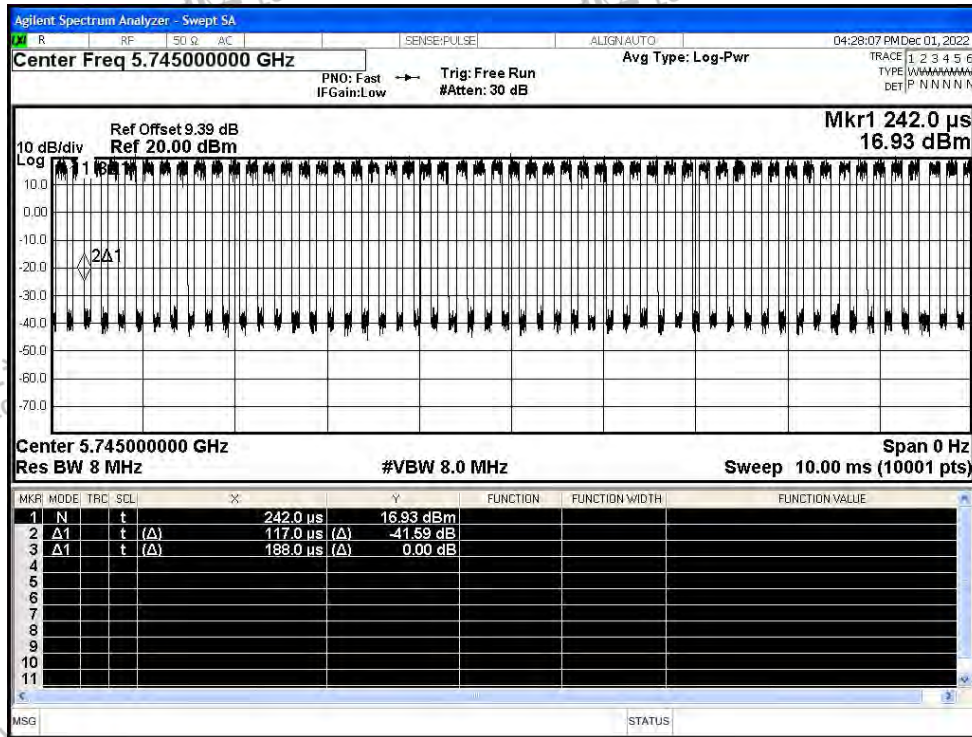 Agilent Spectrum Analyzer - Swept SA
LXI R RF 50 Ω AC SENSE:PULSE ALIGN AUTO 04:28:07 PM Dec 01, 2022
Center Freq 5.745000000 GHz Avg Type: Log-Pwr TRACE 1 2 3 4 5 6
PNO: Fast Trig: Free Run TYPE
IFGain:Low #Atten: 30 dB DET P N N N N N
Mkr1 242.0 µs
Ref Offset 9.39 dB
10 dB/div Ref 20.00 dBm 16.93 dBm
Log
10.0
0.00
-10.0
2Δ1
-20.0
-30.0
-40.0
-50.0
-60.0
-70.0
Center 5.745000000 GHz Span 0 Hz
Res BW 8 MHz #VBW 8.0 MHz Sweep 10.00 ms (10001 pts)
MKR MODE TRC SCL X Y FUNCTION FUNCTION WIDTH FUNCTION VALUE
1 N t 242.0 µs 16.93 dBm
2 Δ1 t (Δ) 117.0 µs (Δ) -41.59 dB
3 Δ1 t (Δ) 188.0 µs (Δ) 0.00 dB
4
5
6
7
8
9
10
11
MSG STATUS